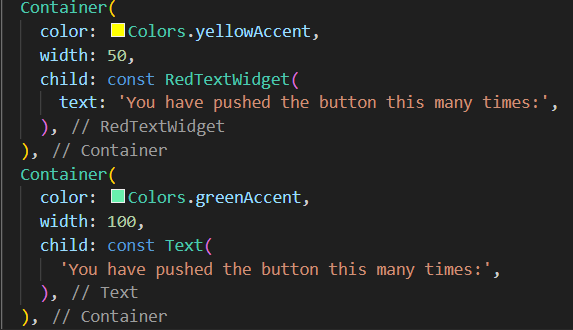 Container(
color: Colors.yellowAccent,
width: 50,
child: const RedTextWidget(
text: 'You have pushed the button this many times:',
), // RedTextWidget
), // Container
Container(
color: Colors.greenAccent,
width: 100,
child: const Text(
'You have pushed the button this many times:',
), // Text
), // Container